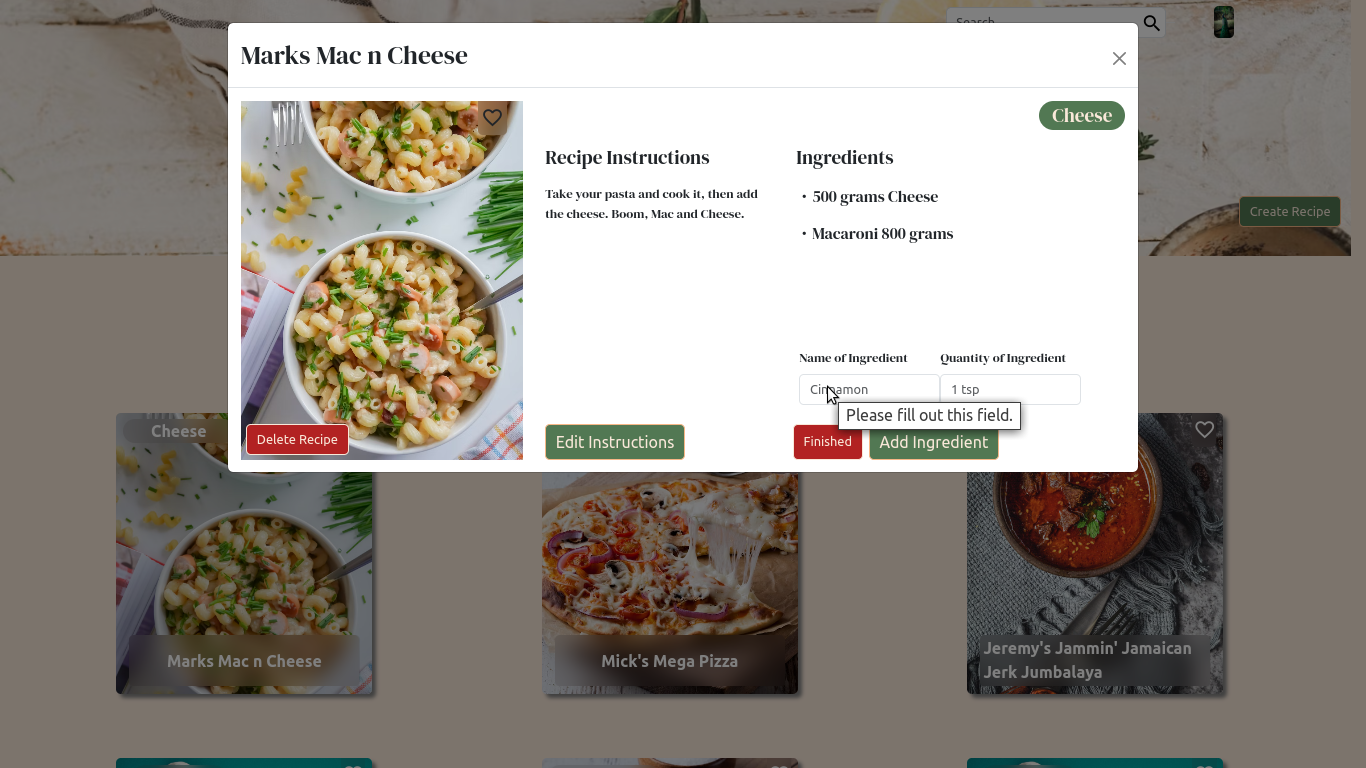 Search
Marks Mac n Cheese
Cheese
Recipe Instructions
Take your pasta and cook it, then add
the cheese. Boom, Mac and Cheese.
Ingredients
• 500 grams Cheese
• Macaroni 800 grams
Create Recipe
Name of Ingredient
Quantity of Ingredient
Cinnamon
1 tsp
Please fill out this field.
Delete Recipe
Edit Instructions
Finished
Add Ingredient
Cheese
Marks Mac n Cheese
Mick's Mega Pizza
Jeremy's Jammin' Jamaican
Jerk Jumbalaya